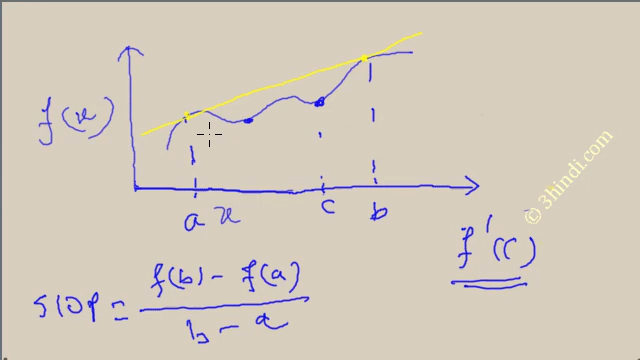 f(x)
a x c b
© 3hindi.com
f'(c)
slop = f(b) - f(a)
b - a